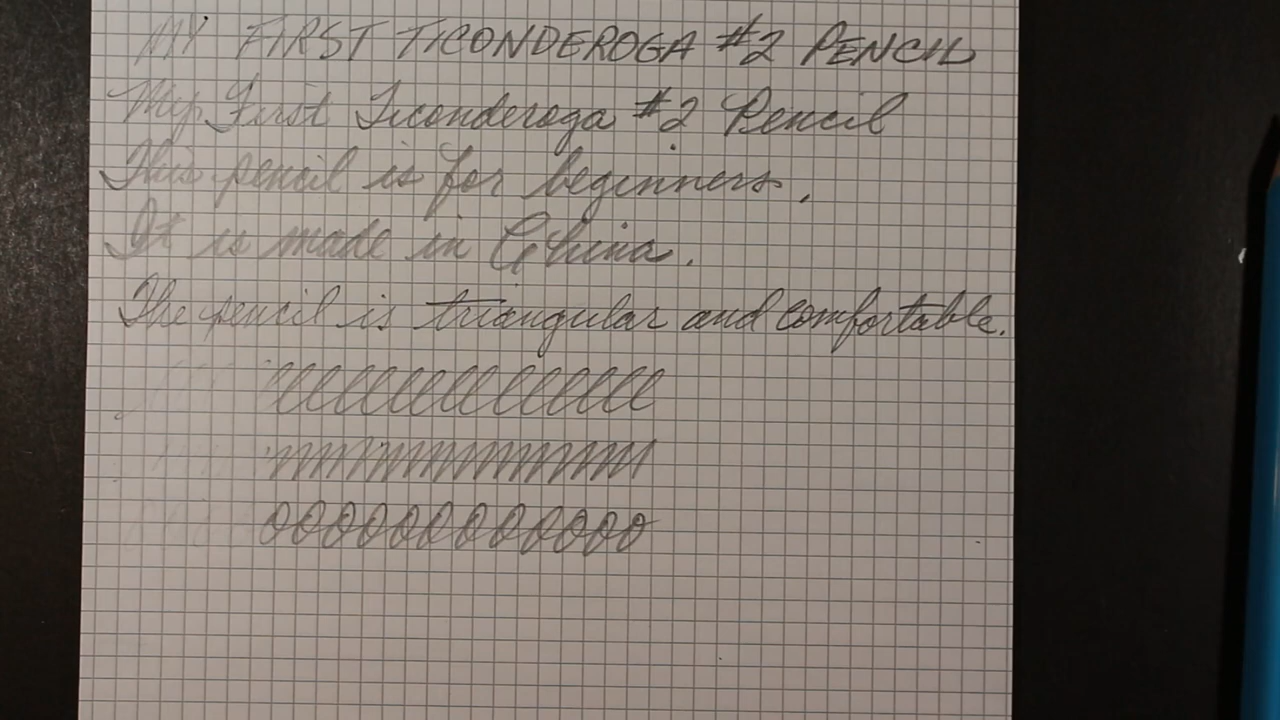 MY FIRST TICONDEROGA #2 PENCIL
My First Ticonderoga #2 Pencil
This pencil is for beginners.
It is made in China.
The pencil is triangular and comfortable.